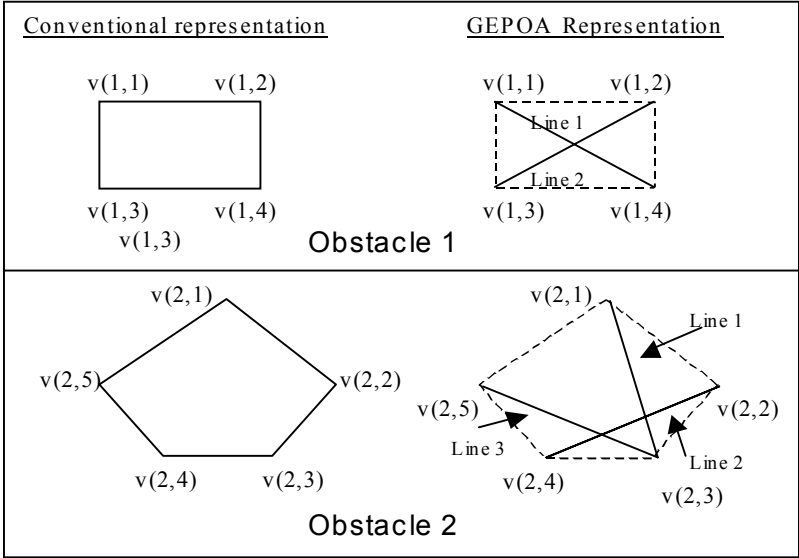 Conventional representation
GEPOA Representation
v(1,1) v(1,2)
v(1,1) v(1,2)
Line 1
Line 2
v(1,3) v(1,4)
v(1,3) v(1,4)
v(1,3)
Obstacle 1
v(2,1)
v(2,1)
Line 1
v(2,5) v(2,2)
v(2,5) v(2,2)
Line 3
Line 2
v(2,4) v(2,3)
v(2,4) v(2,3)
Obstacle 2